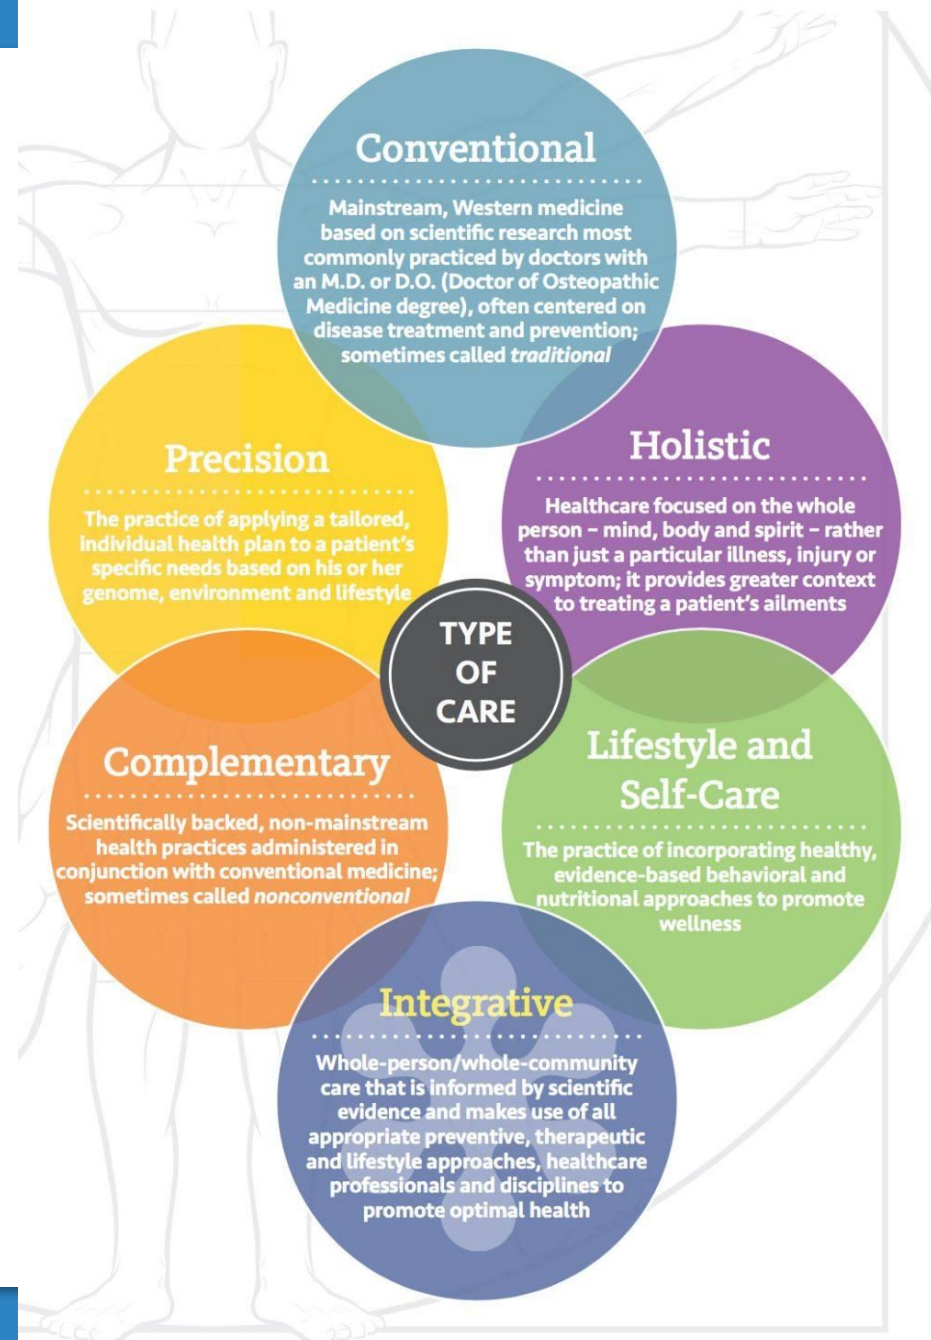 Conventional
Mainstream, Western medicine
based on scientific research most
commonly practiced by doctors with
an M.D. or D.O. (Doctor of Osteopathic
Medicine degree), often centered on
disease treatment and prevention;
sometimes called traditional
Precision
The practice of applying a tailored,
individual health plan to a patient's
specific needs based on his or her
genome, environment and lifestyle
Holistic
Healthcare focused on the whole
person – mind, body and spirit – rather
than just a particular illness, injury or
symptom; it provides greater context
to treating a patient's ailments
TYPE
OF
CARE
Complementary
Scientifically backed, non-mainstream
health practices administered in
conjunction with conventional medicine;
sometimes called nonconventional
Lifestyle and
Self-Care
The practice of incorporating healthy,
evidence-based behavioral and
nutritional approaches to promote
wellness
Integrative
Whole-person/whole-community
care that is informed by scientific
evidence and makes use of all
appropriate preventive, therapeutic
and lifestyle approaches, healthcare
professionals and disciplines to
promote optimal health